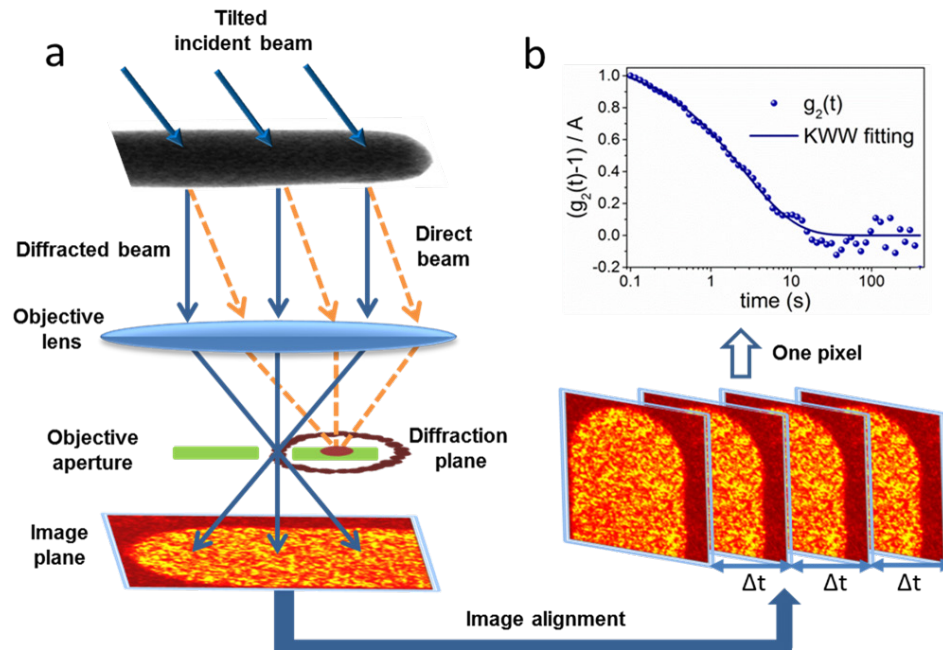 a
Tilted
incident beam
Diffracted beam
Direct
beam
Objective
lens
Objective
aperture
Diffraction
plane
Image
plane
Image alignment
b
(g₂(t)-1) / A
1.0
0.8
0.6
0.4
0.2
0.0
-0.2
g₂(t)
KWW fitting
0.1
1
10
100
time (s)
One pixel
Δt
Δt
Δt